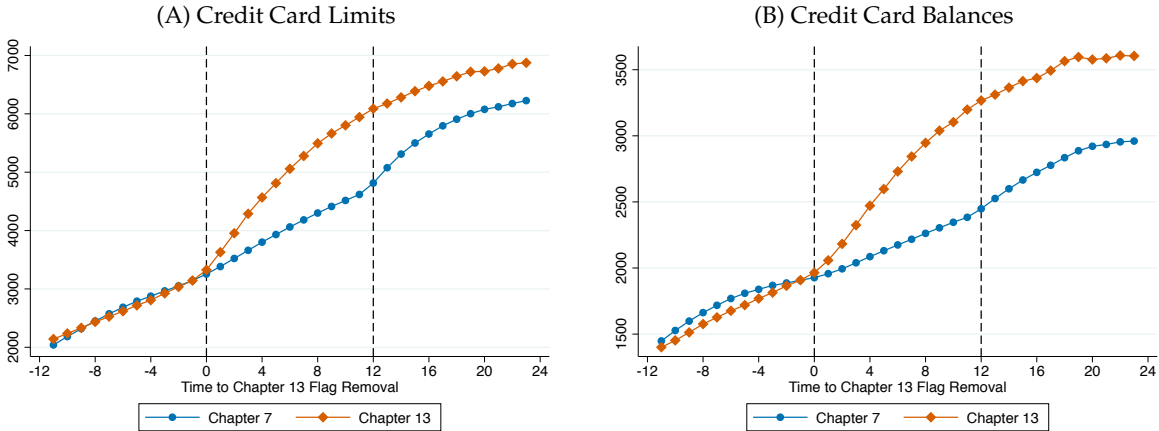 (A) Credit Card Limits
7000
6000
5000
4000
3000
2000
-12 -8 -4 0 4 8 12 16 20 24
Time to Chapter 13 Flag Removal
Chapter 7 Chapter 13
(B) Credit Card Balances
3500
3000
2500
2000
1500
-12 -8 -4 0 4 8 12 16 20 24
Time to Chapter 13 Flag Removal
Chapter 7 Chapter 13